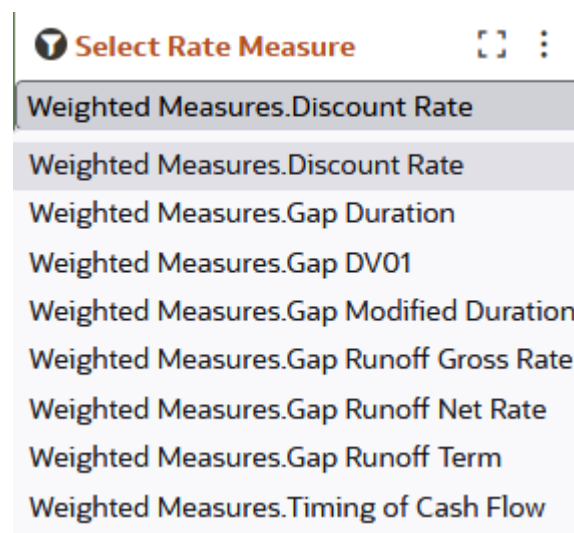 Select Rate Measure
Weighted Measures.Discount Rate
Weighted Measures.Discount Rate
Weighted Measures.Gap Duration
Weighted Measures.Gap DV01
Weighted Measures.Gap Modified Duration
Weighted Measures.Gap Runoff Gross Rate
Weighted Measures.Gap Runoff Net Rate
Weighted Measures.Gap Runoff Term
Weighted Measures.Timing of Cash Flow